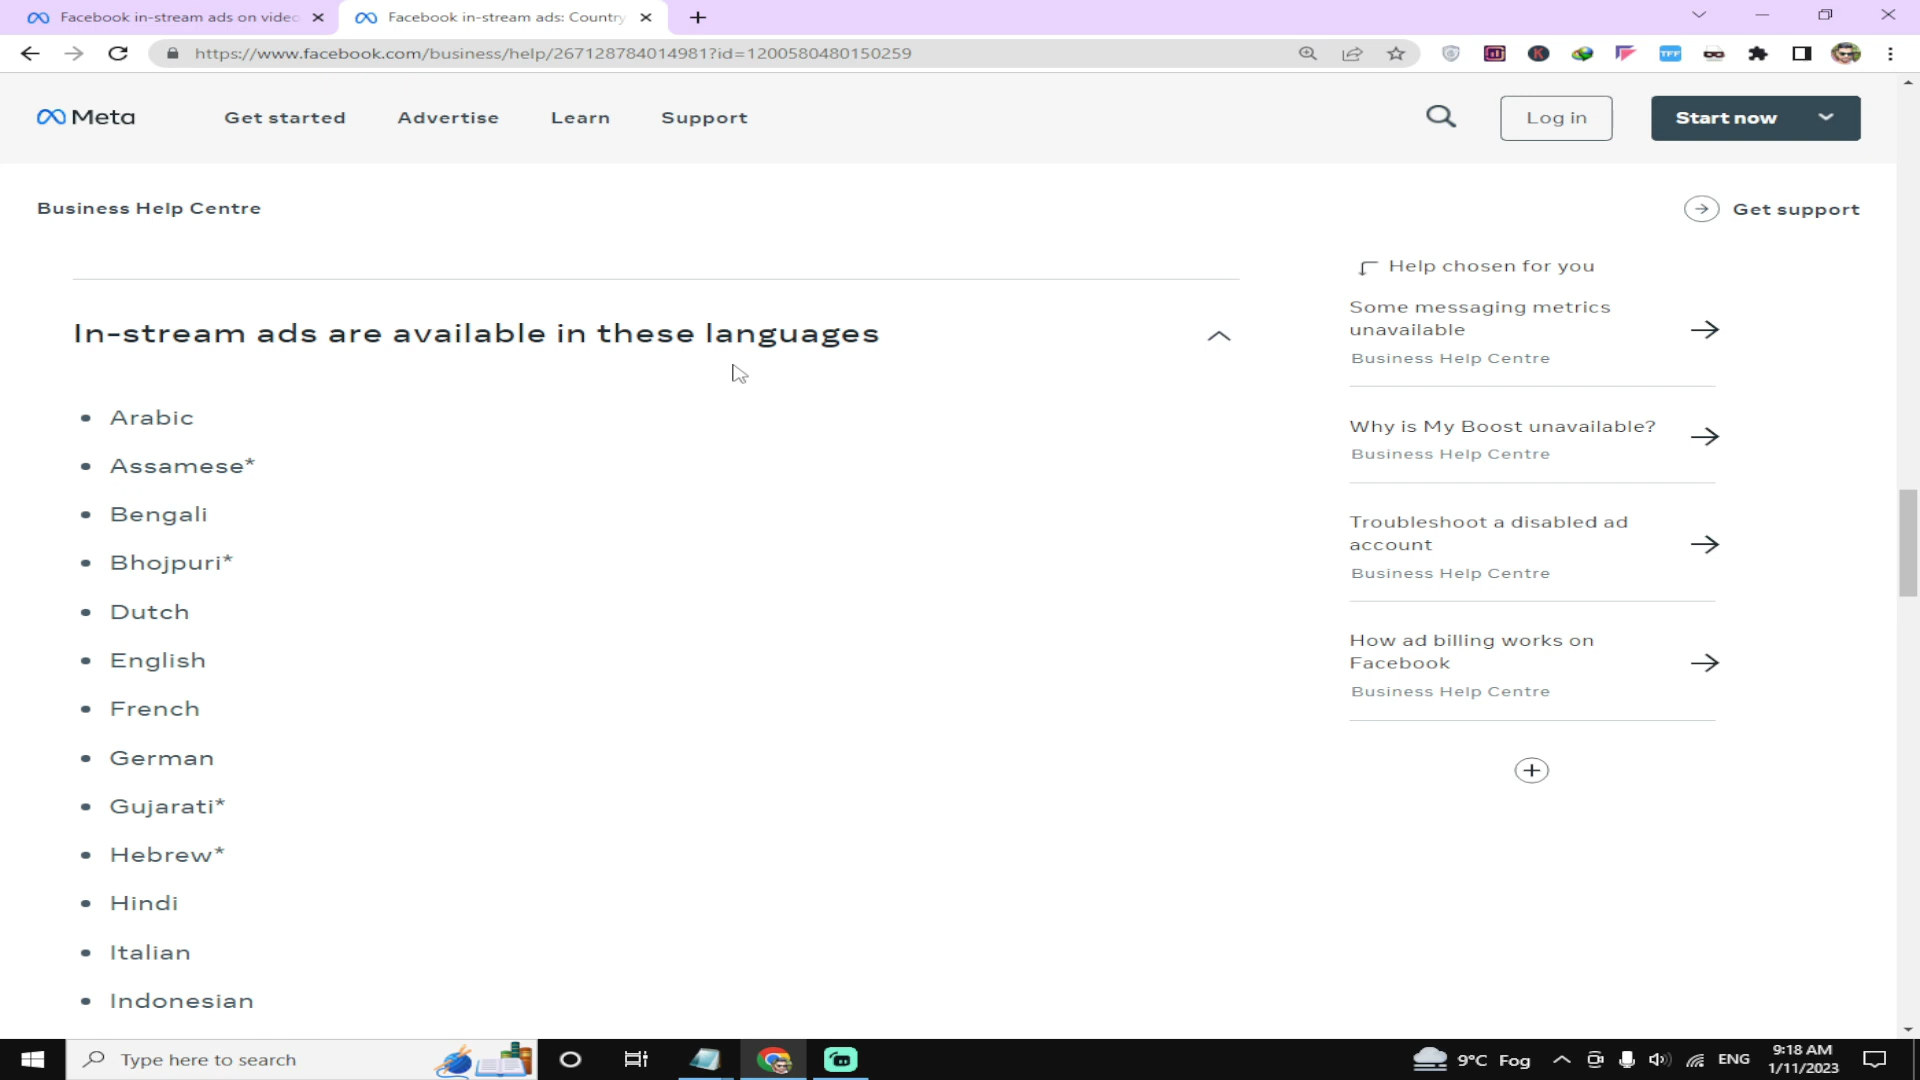 Facebook in-stream ads on video
Facebook in-stream ads: Country
https://www.facebook.com/business/help/267128784014981?id=1200580480150259
Meta
Get started
Advertise
Learn
Support
Log in
Start now
Business Help Centre
Get support
In-stream ads are available in these languages
• Arabic
• Assamese*
• Bengali
• Bhojpuri*
• Dutch
• English
• French
• German
• Gujarati*
• Hebrew*
• Hindi
• Italian
• Indonesian
Help chosen for you
Some messaging metrics
unavailable
Business Help Centre
Why is My Boost unavailable?
Business Help Centre
Troubleshoot a disabled ad
account
Business Help Centre
How ad billing works on
Facebook
Business Help Centre
Type here to search
9°C Fog
ENG
9:18 AM
1/11/2023